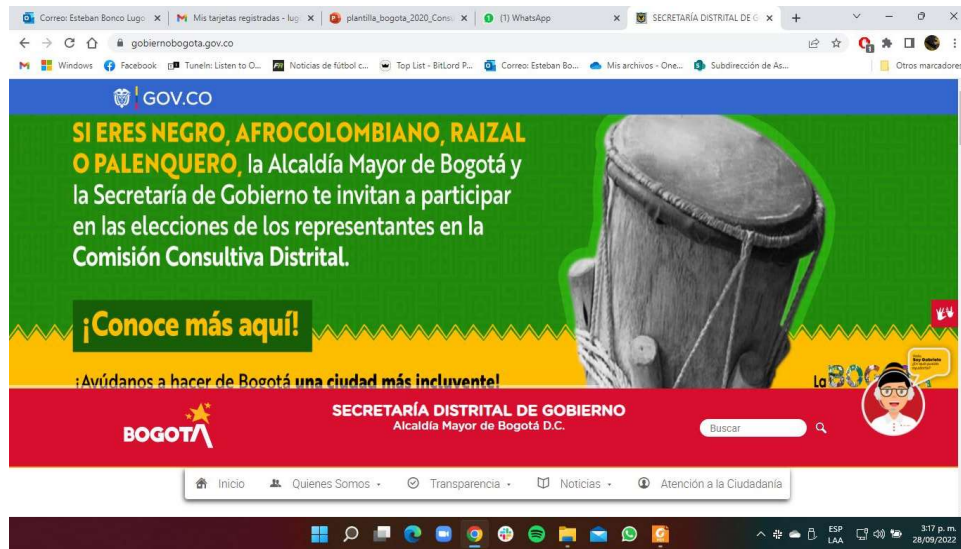 Correo: Esteban Bonco Lugo
Mis tarjetas registradas - lug
plantilla_bogota_2020_Cons
(1) WhatsApp
SECRETARÍA DISTRITAL DE G
gobiernobogota.gov.co
Windows
Facebook
TuneIn: Listen to O...
Noticias de fútbol c...
Top List - BitLord P...
Correo: Esteban Bo...
Mis archivos - One...
Subdirección de As...
Otros marcadores
GOV.CO
SI ERES NEGRO, AFROCOLOMBIANO, RAIZAL
O PALENQUERO, la Alcaldía Mayor de Bogotá y
la Secretaría de Gobierno te invitan a participar
en las elecciones de los representantes en la
Comisión Consultiva Distrital.
¡Conoce más aquí!
¡Ayúdanos a hacer de Bogotá una ciudad más incluyente!
La BOGOTÁ
BOGOTÁ
SECRETARÍA DISTRITAL DE GOBIERNO
Alcaldía Mayor de Bogotá D.C.
Buscar
Inicio
Quienes Somos
Transparencia
Noticias
Atención a la Ciudadanía
ESP
LAA
3:17 p. m.
28/09/2022